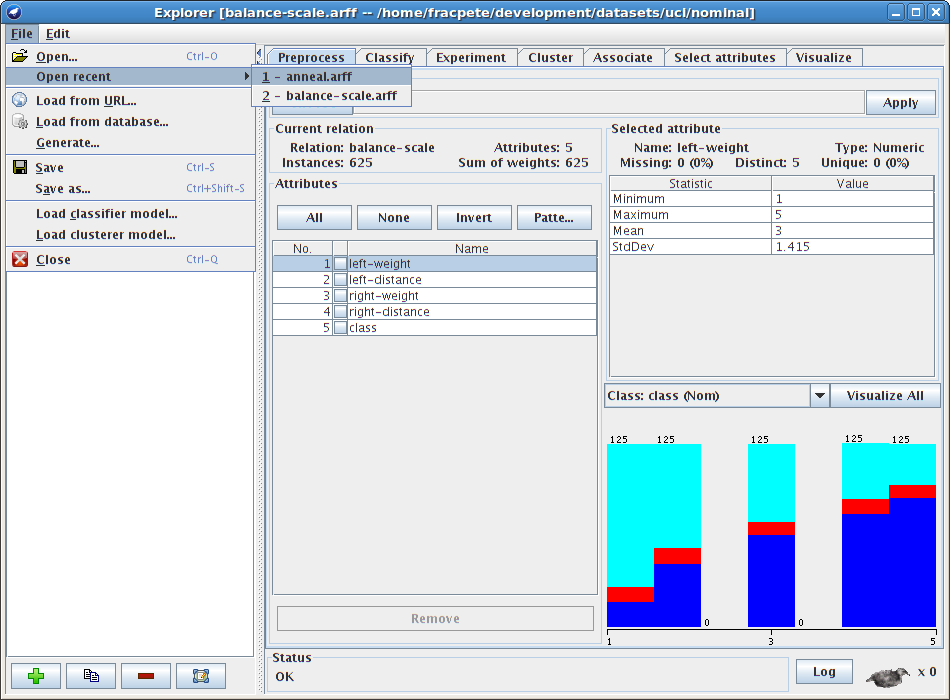 Explorer [balance-scale.arff -- /home/fracpete/development/datasets/uci/nominal]
File Edit
Open... Ctrl-O
Open recent
1 - anneal.arff
2 - balance-scale.arff
Load from URL...
Load from database...
Generate...
Save Ctrl-S
Save as... Ctrl+Shift-S
Load classifier model...
Load clusterer model...
Close Ctrl-Q
Preprocess Classify Experiment Cluster Associate Select attributes Visualize
Apply
Current relation
Relation: balance-scale Attributes: 5
Instances: 625 Sum of weights: 625
Attributes
All None Invert Patte...
No. Name
1 left-weight
2 left-distance
3 right-weight
4 right-distance
5 class
Remove
Selected attribute
Name: left-weight Type: Numeric
Missing: 0 (0%) Distinct: 5 Unique: 0 (0%)
Statistic Value
Minimum 1
Maximum 5
Mean 3
StdDev 1.415
Class: class (Nom) Visualize All
125 125 125 125 125
0 0
1 3 5
Status
OK
Log x 0